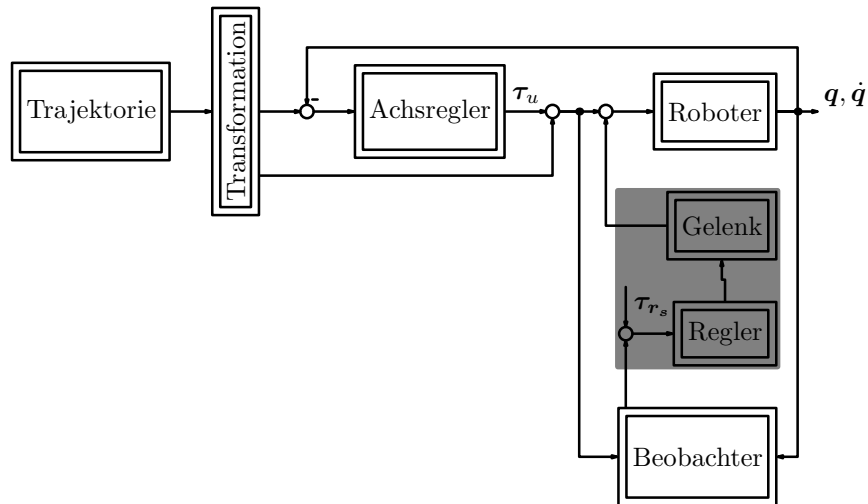 Trajektorie
Transformation
-
Achsregler
τ_u
Roboter
q, q̇
Gelenk
τ_{r_s}
Regler
Beobachter